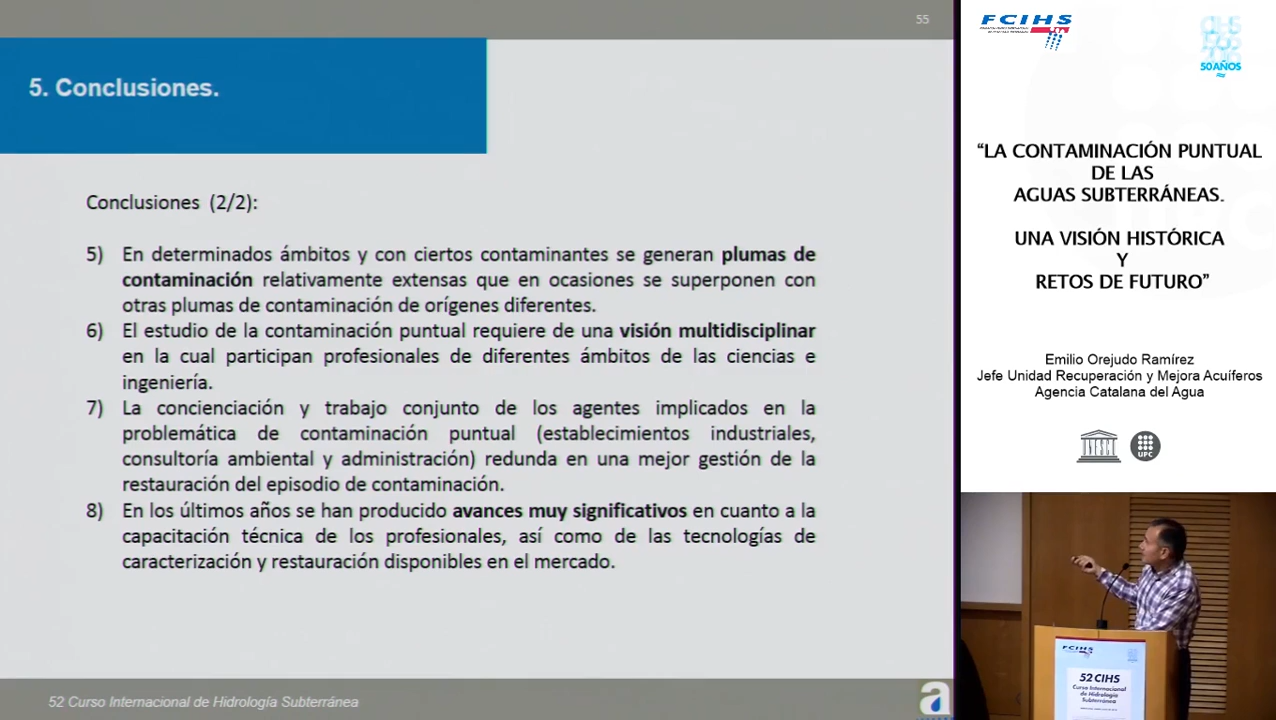 55
5. Conclusiones.
Conclusiones (2/2):
5) En determinados ámbitos y con ciertos contaminantes se generan plumas de
contaminación relativamente extensas que en ocasiones se superponen con
otras plumas de contaminación de orígenes diferentes.
6) El estudio de la contaminación puntual requiere de una visión multidisciplinar
en la cual participan profesionales de diferentes ámbitos de las ciencias e
ingeniería.
7) La concienciación y trabajo conjunto de los agentes implicados en la
problemática de contaminación puntual (establecimientos industriales,
consultoría ambiental y administración) redunda en una mejor gestión de la
restauración del episodio de contaminación.
8) En los últimos años se han producido avances muy significativos en cuanto a la
capacitación técnica de los profesionales, así como de las tecnologías de
caracterización y restauración disponibles en el mercado.
52 Curso Internacional de Hidrología Subterránea
a
FCIHS
50 AÑOS
“LA CONTAMINACIÓN PUNTUAL
DE LAS
AGUAS SUBTERRÁNEAS.
UNA VISIÓN HISTÓRICA
Y
RETOS DE FUTURO”
Emilio Orejudo Ramírez
Jefe Unidad Recuperación y Mejora Acuíferos
Agencia Catalana del Agua
UPC
FCIHS
52 CIHS
Curso Internacional
de Hidrología
Subterránea